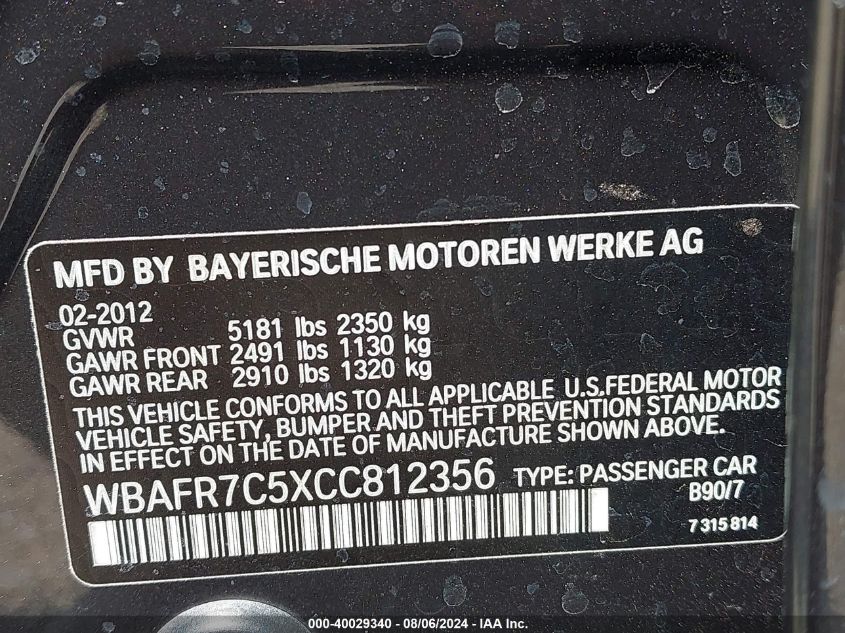 MFD BY BAYERISCHE MOTOREN WERKE AG
02-2012
GVWR 5181 lbs 2350 kg
GAWR FRONT 2491 lbs 1130 kg
GAWR REAR 2910 lbs 1320 kg
THIS VEHICLE CONFORMS TO ALL APPLICABLE U.S.FEDERAL MOTOR
VEHICLE SAFETY, BUMPER AND THEFT PREVENTION STANDARDS
IN EFFECT ON THE DATE OF MANUFACTURE SHOWN ABOVE.
WBAFR7C5XCC812356 TYPE: PASSENGER CAR
B90/7
7 315 814
000-40029340 - 08/06/2024 - IAA Inc.